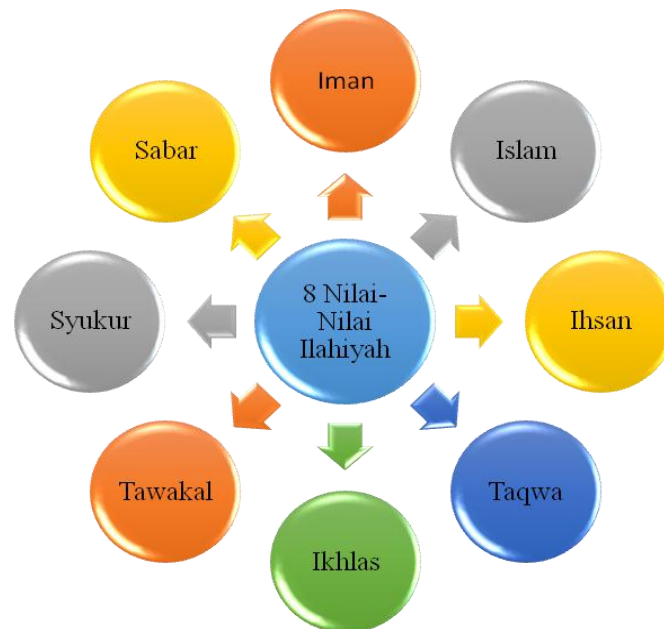 Iman
Sabar
Islam
Syukur
8 Nilai-
Nilai
Ilahiyah
Ihsan
Tawakal
Taqwa
Ikhlas